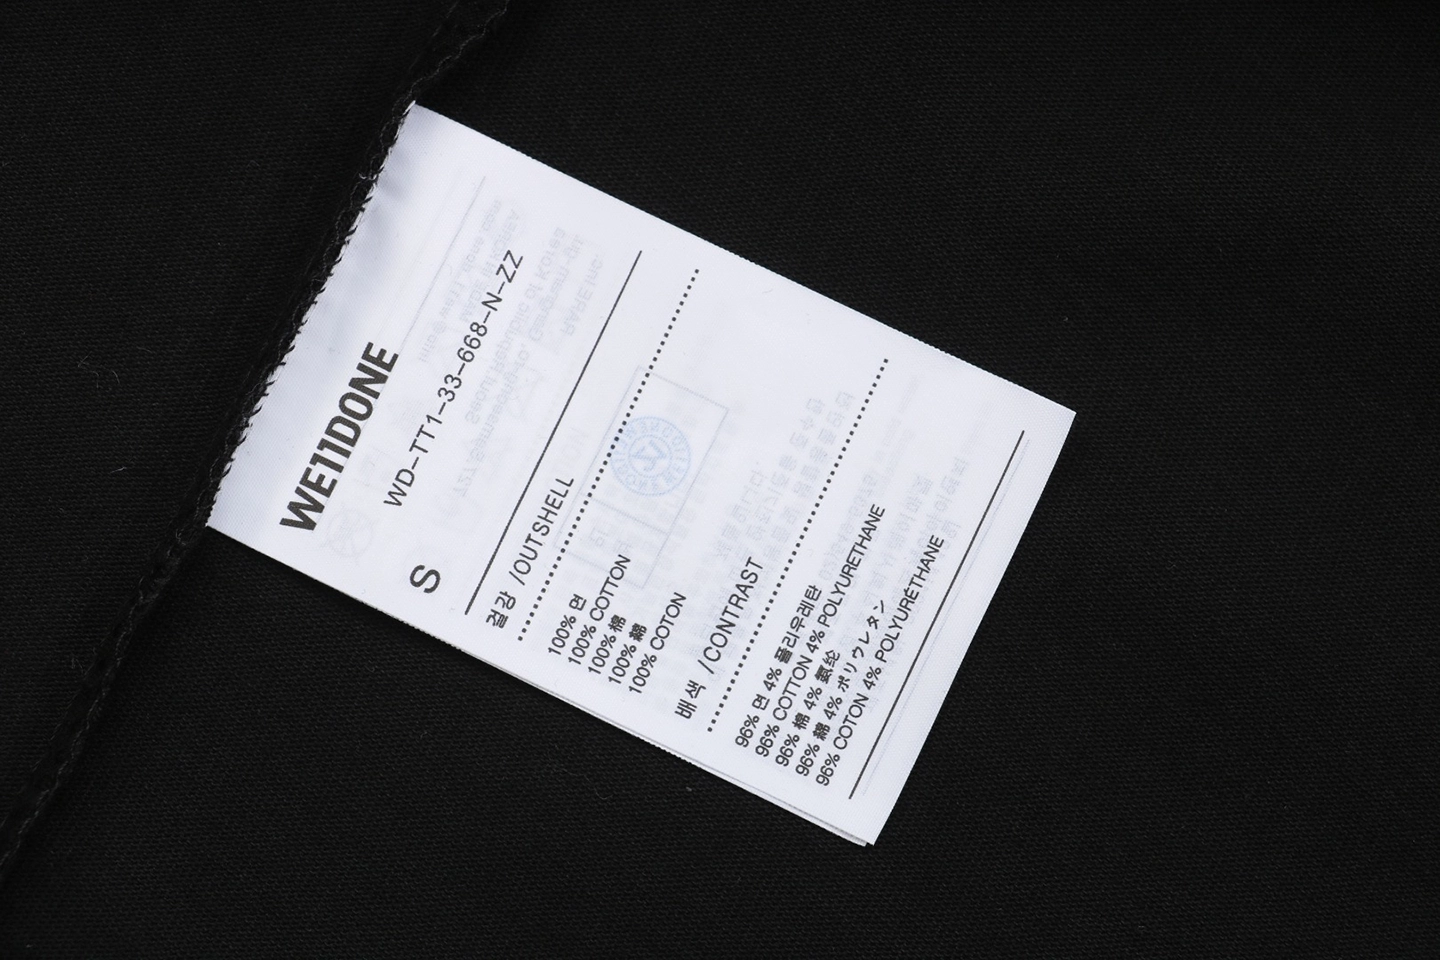 WE11DONE
WD-TT1-33-668-N-ZZ
S
겉감 /OUTSHELL
100% 면
100% COTTON
100% 棉
100% 綿
100% COTON
배색 /CONTRAST
96% 면 4% 폴리우레탄
96% COTTON 4% POLYURETHANE
96% 棉 4% 氨纶
96% 綿 4% ポリウレタン
96% COTON 4% POLYURÉTHANE